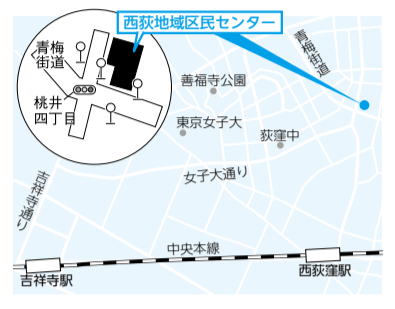 西荻地域区民センター
青梅
街道
桃井
四丁目
青梅街道
善福寺公園
東京女子大
荻窪中
女子大通り
吉祥寺通り
中央本線
吉祥寺駅
西荻窪駅